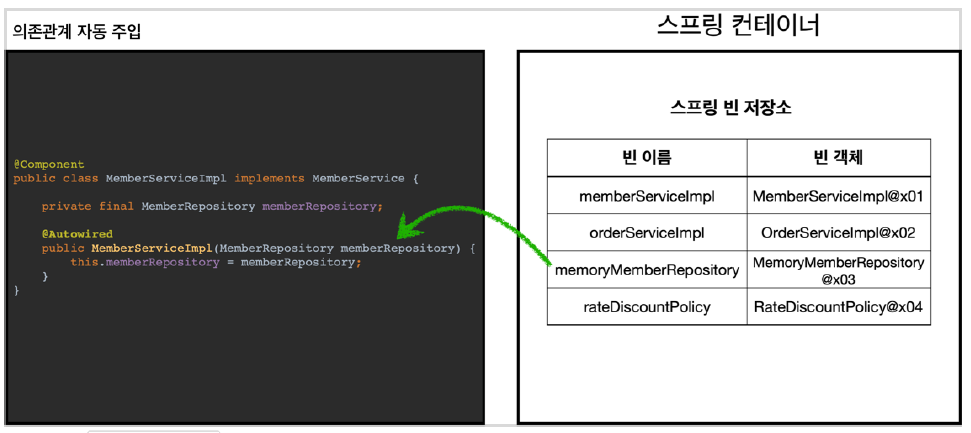 의존관계 자동 주입
@Component
public class MemberServiceImpl implements MemberService {
private final MemberRepository memberRepository;
@Autowired
public MemberServiceImpl(MemberRepository memberRepository) {
this.memberRepository = memberRepository;
}
}
스프링 컨테이너
스프링 빈 저장소
빈 이름 빈 객체
memberServiceImpl MemberServiceImpl@x01
orderServiceImpl OrderServiceImpl@x02
memoryMemberRepository MemoryMemberRepository
@x03
rateDiscountPolicy RateDiscountPolicy@x04